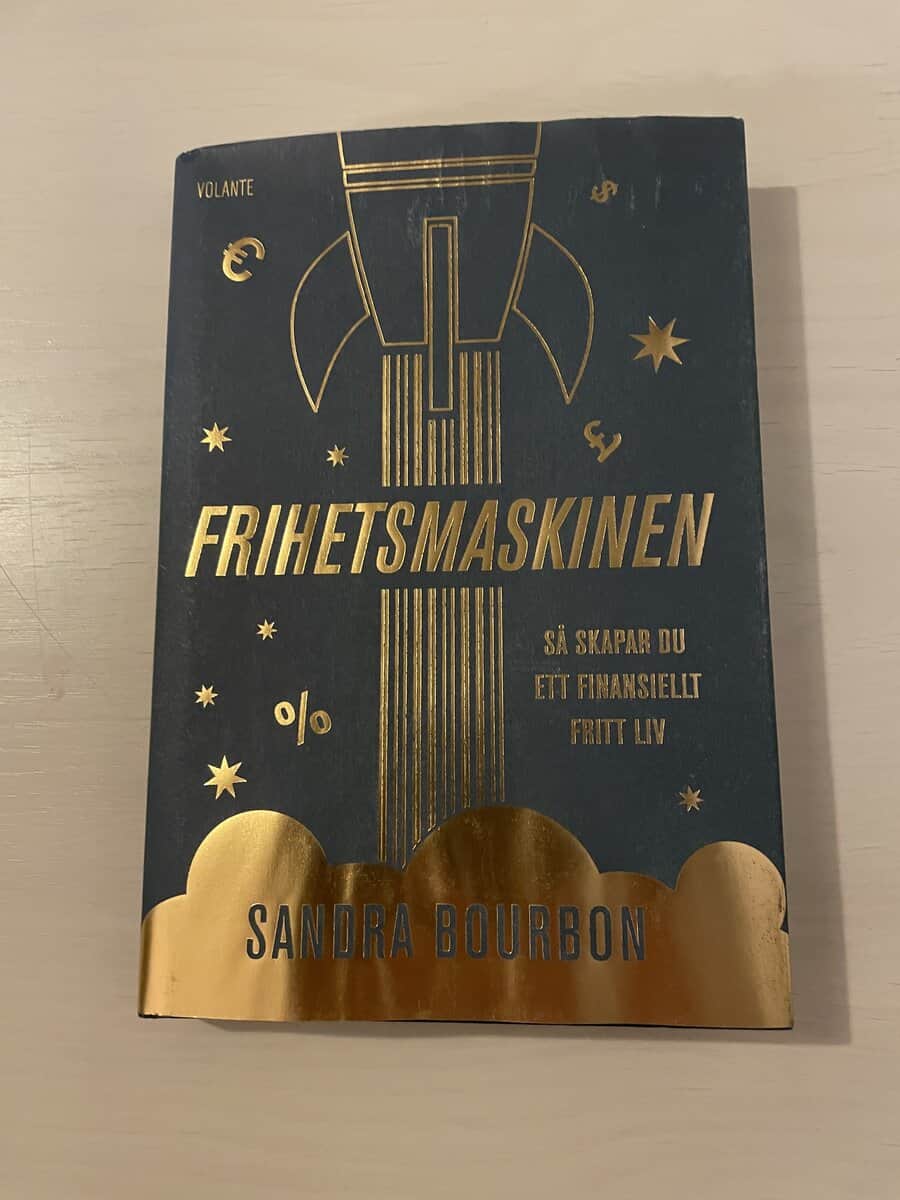 VOLANTE
€
$
£
FRIHETSMASKINEN
SÅ SKAPAR DU
ETT FINANSIELLT
FRITT LIV
%
SANDRA BOURBON